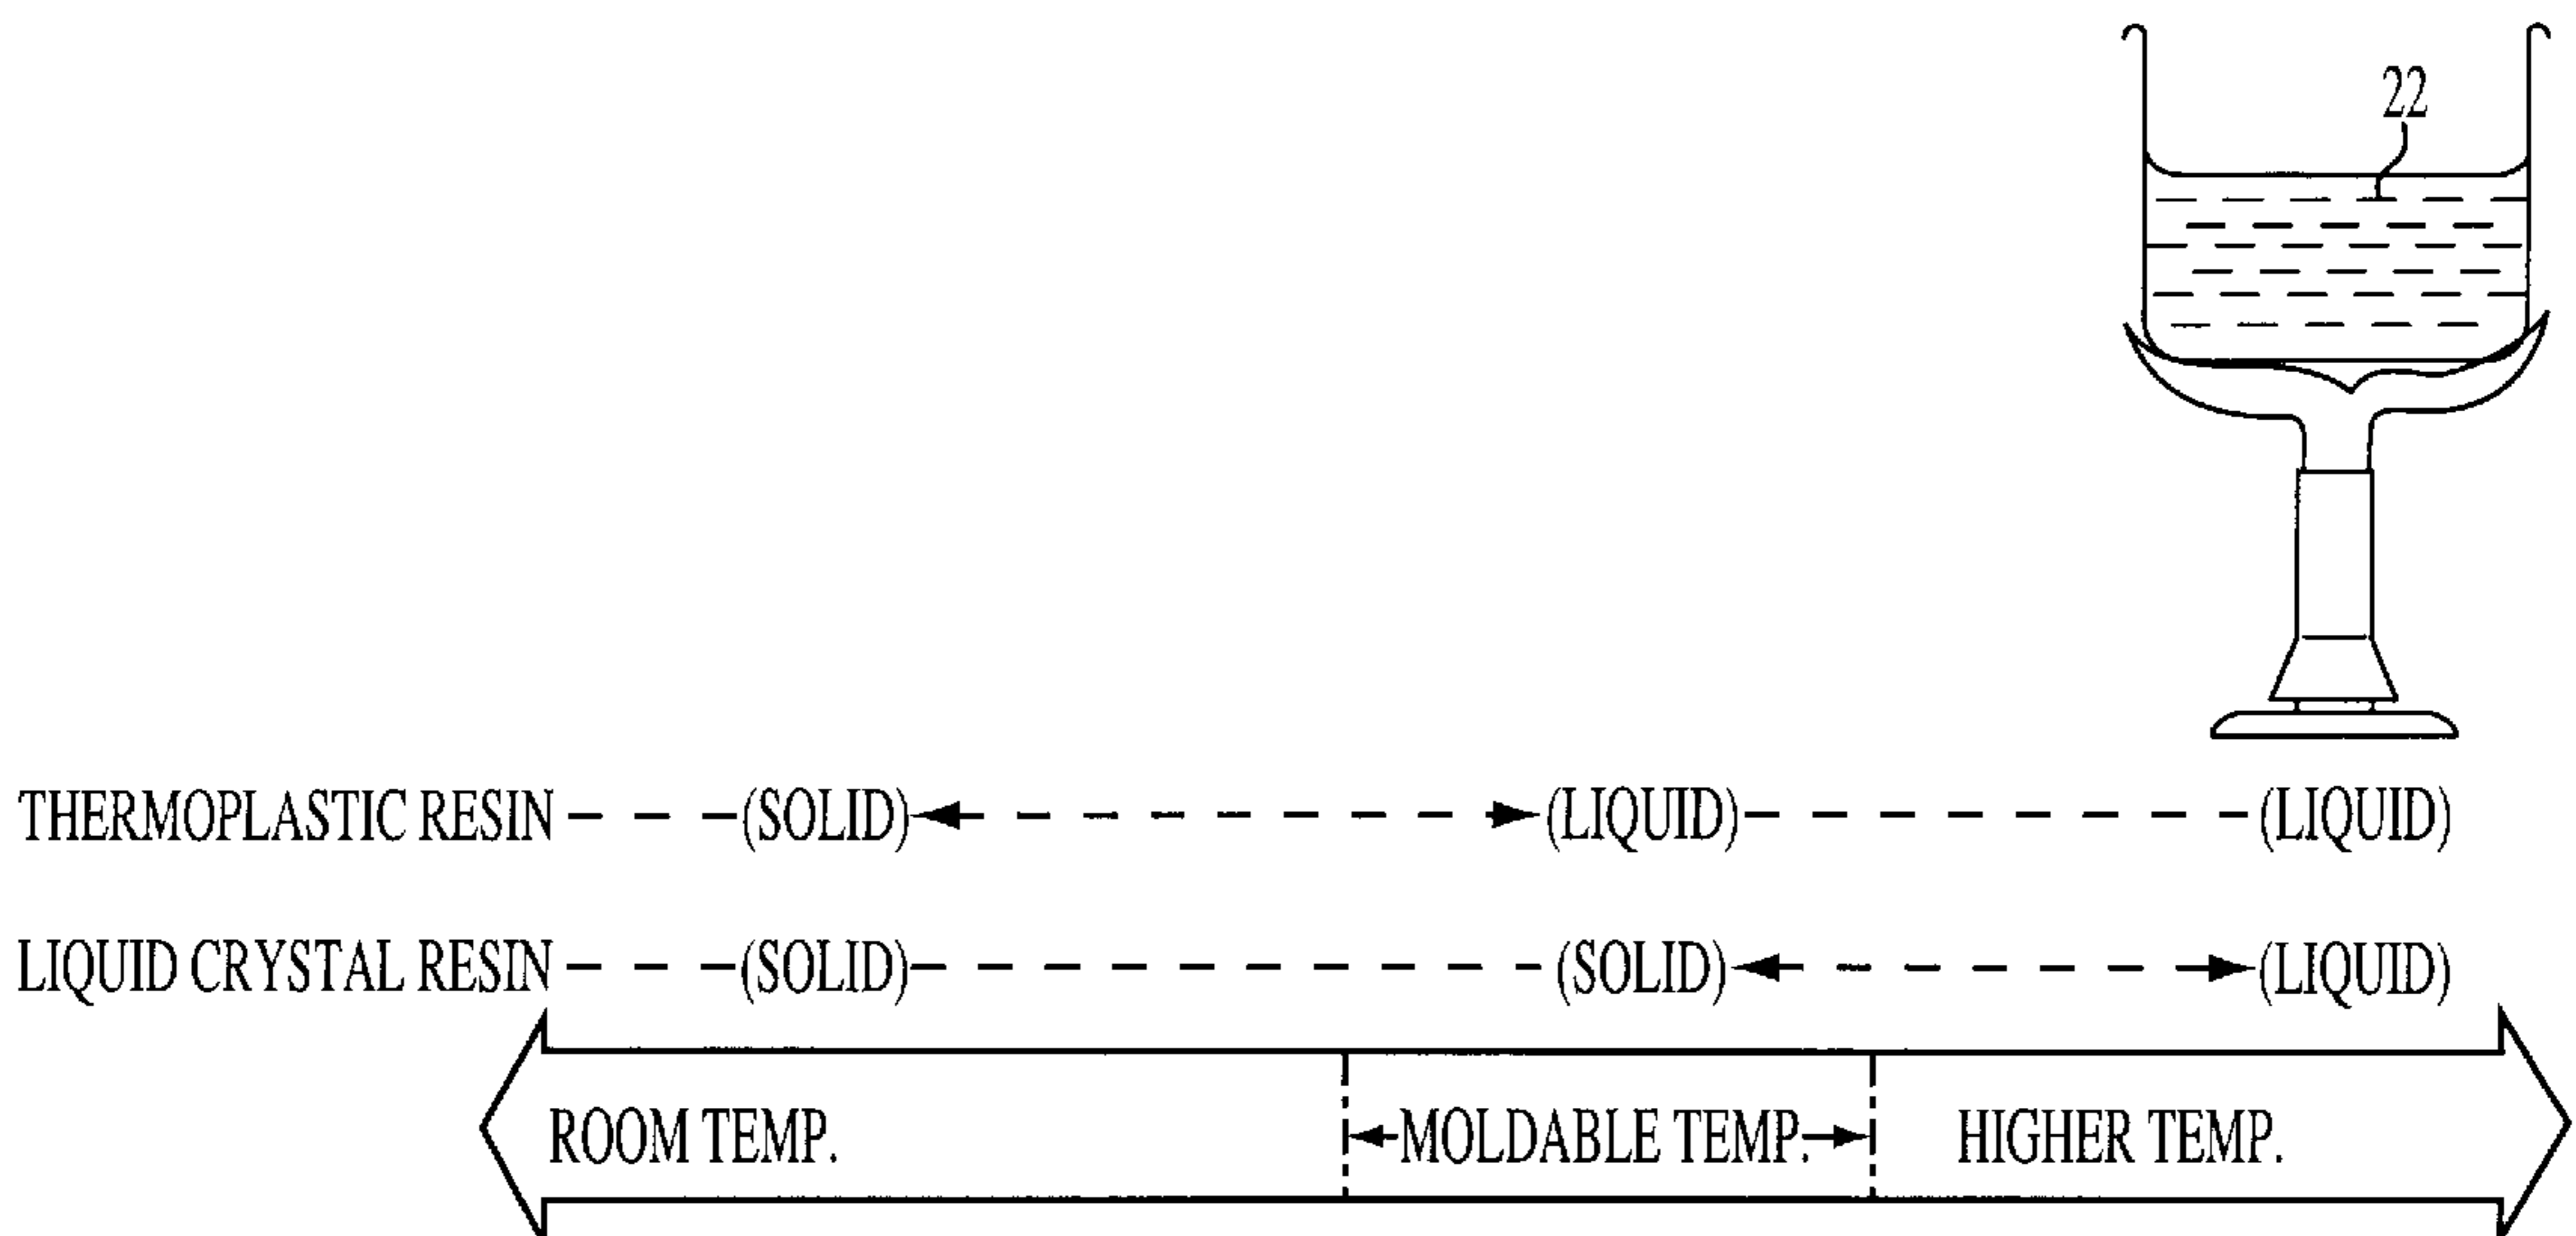 22
THERMOPLASTIC RESIN (SOLID) (LIQUID) (LIQUID)
LIQUID CRYSTAL RESIN (SOLID) (SOLID) (LIQUID)
ROOM TEMP. MOLDABLE TEMP. HIGHER TEMP.